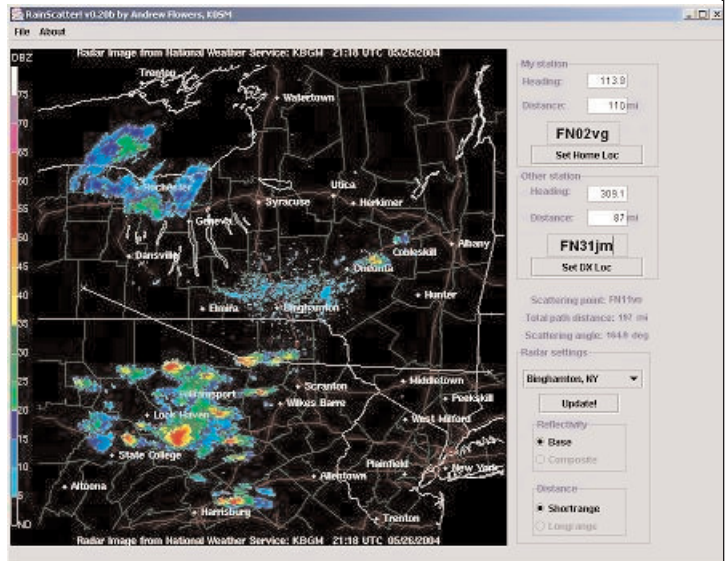 RainScatter! v0.20b by Andrew Flowers, K0SM
File About
DBZ
Radar Image from National Weather Service: KBGM 21:18 UTC 05/26/2004
75
70
65
60
55
50
45
40
35
30
25
20
15
10
5
ND
Trenton
Watertown
Rochester
Utica
Syracuse
Herkimer
Geneva
Albany
Cobleskill
Dansville
Oneonta
Elmira
Binghamton
Hunter
Scranton
Middletown
Wilkes Barre
Peekskill
Lock Haven
West Milford
State College
Plainfield
New York
Allentown
Altoona
Harrisburg
Trenton
Radar Image from National Weather Service: KBGM 21:18 UTC 05/26/2004
My station
Heading: 113.9
Distance: 110 mi
FN02vg
Set Home Loc
Other station
Heading: 309.1
Distance: 87 mi
FN31jm
Set DX Loc
Scattering point:
Total path distance: 197 mi
Scattering angle: 164.8 deg
Radar settings
Binghamton, NY
Update!
Reflectivity
Base
Composite
Distance
Shortrange
Longrange